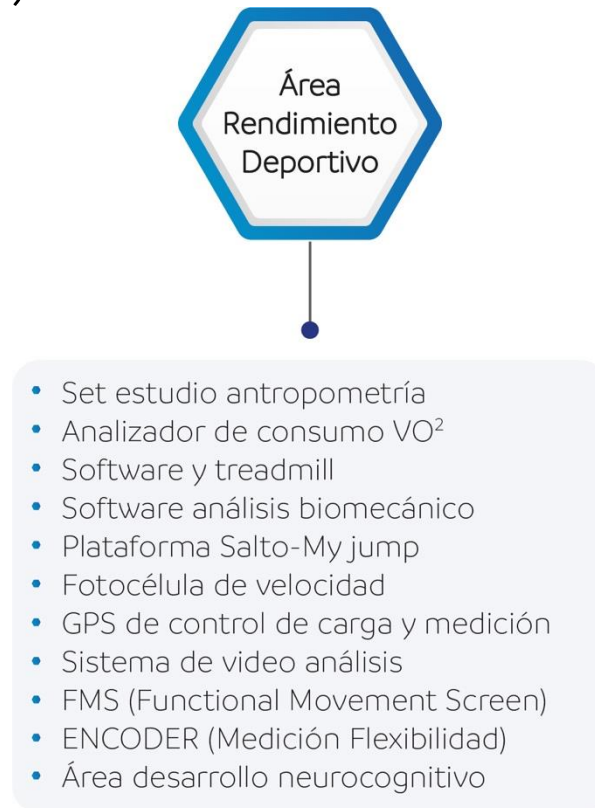 Área
Rendimiento
Deportivo
• Set estudio antropometría
• Analizador de consumo VO²
• Software y treadmill
• Software análisis biomecánico
• Plataforma Salto-My jump
• Fotocélula de velocidad
• GPS de control de carga y medición
• Sistema de video análisis
• FMS (Functional Movement Screen)
• ENCODER (Medición Flexibilidad)
• Área desarrollo neurocognitivo